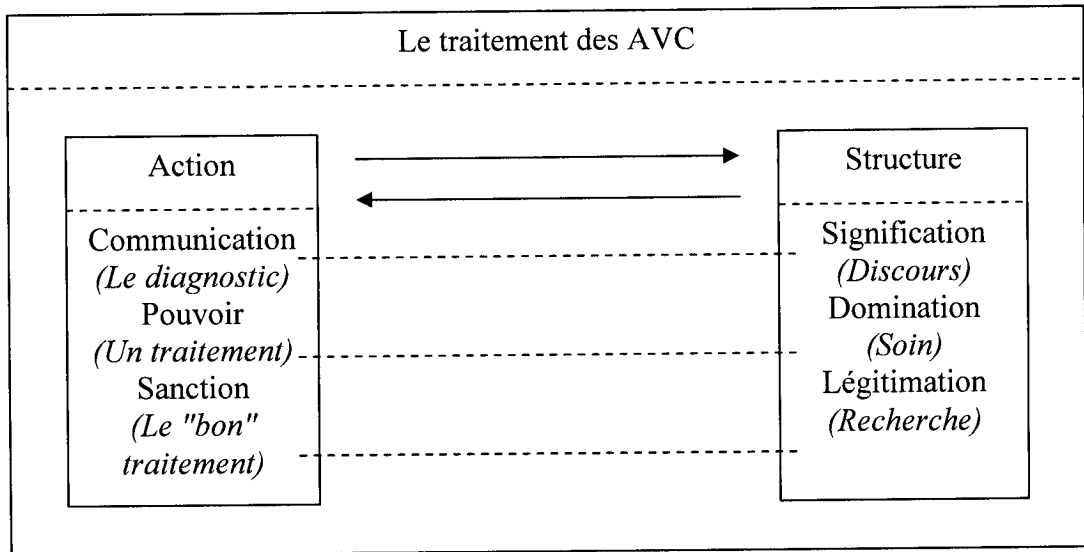 Le traitement des AVC
Action
Communication
(Le diagnostic)
Pouvoir
(Un traitement)
Sanction
(Le "bon"
traitement)
Structure
Signification
(Discours)
Domination
(Soin)
Légitimation
(Recherche)